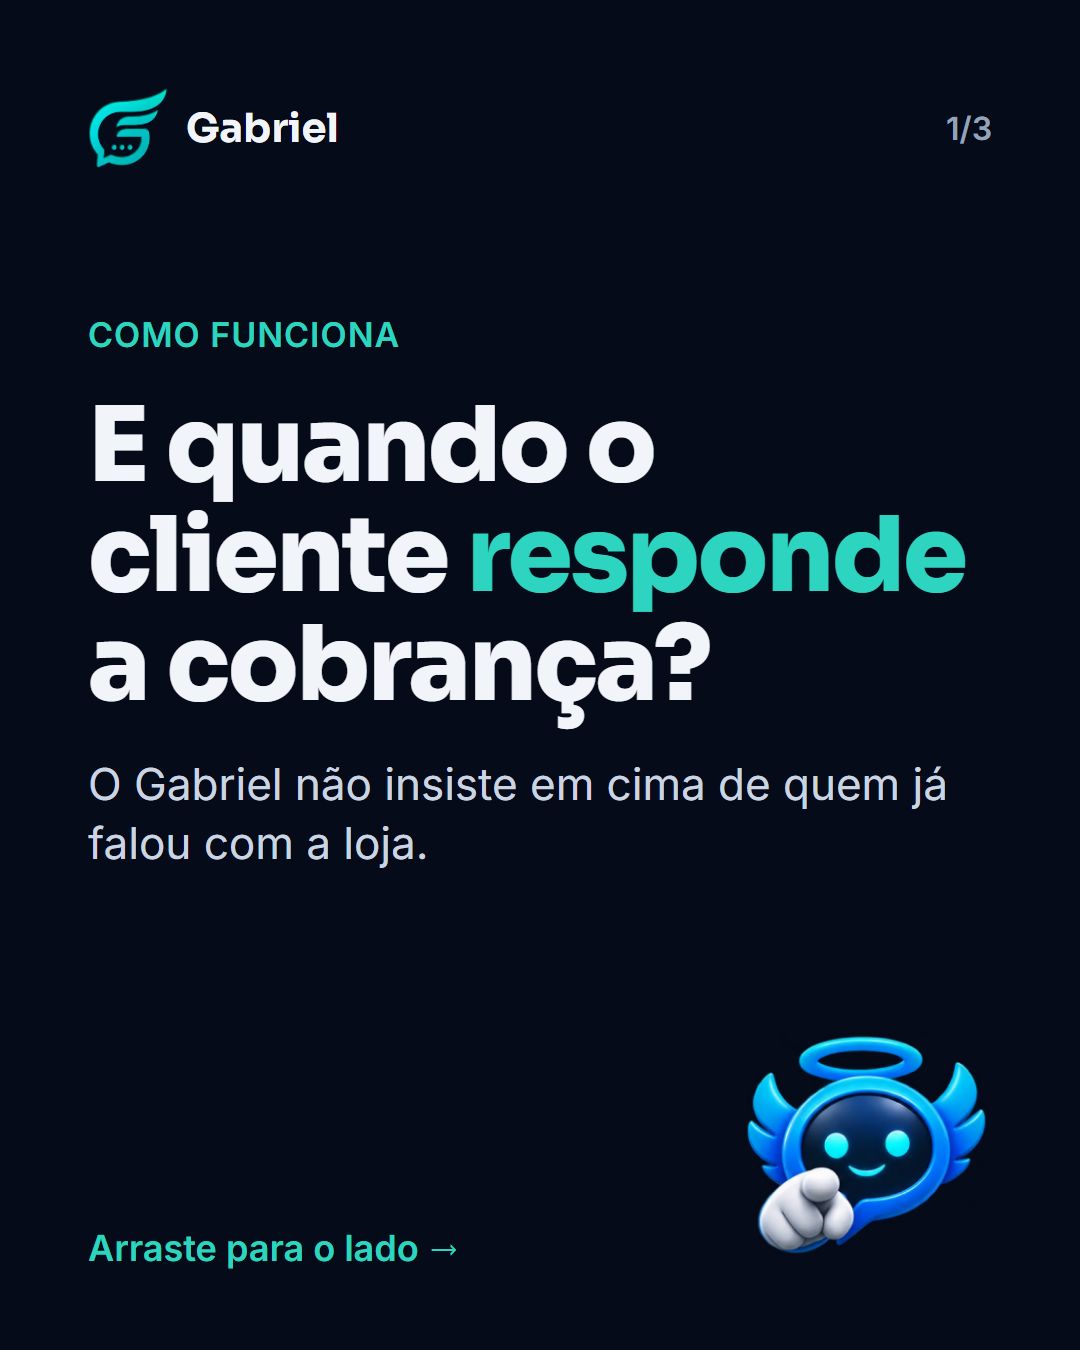 Gabriel
1/3
COMO FUNCIONA
E quando o
cliente responde
a cobrança?
O Gabriel não insiste em cima de quem já
falou com a loja.
Arraste para o lado →